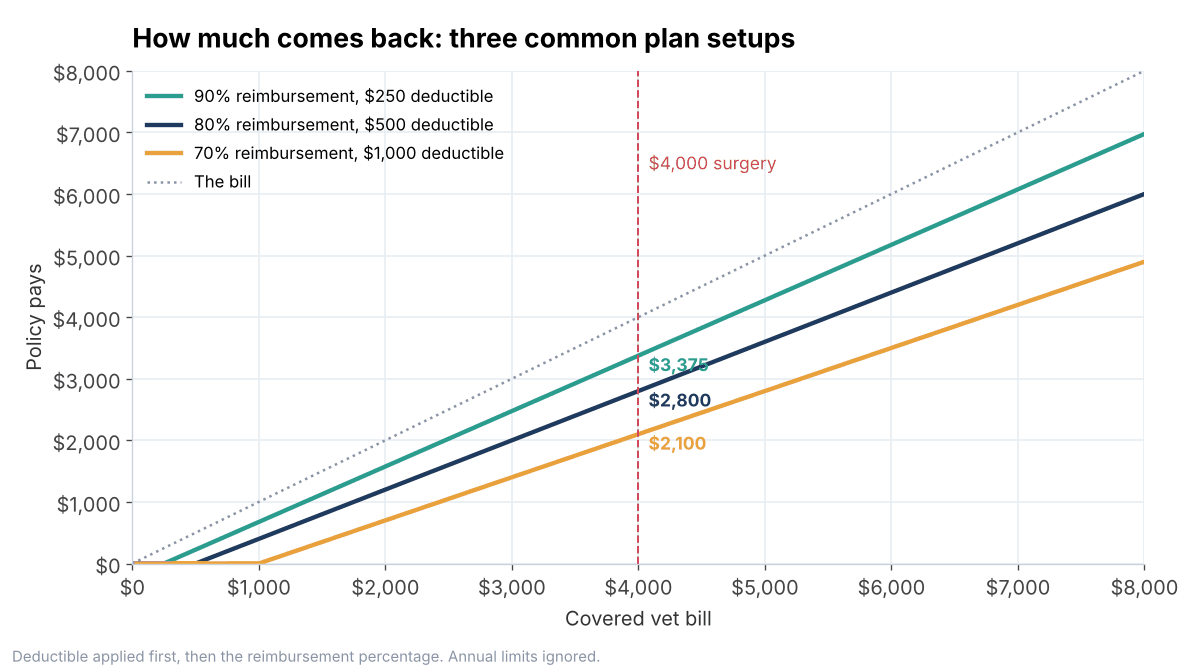 How much comes back: three common plan setups
$8,000
$7,000
$6,000
$5,000
$4,000
$3,000
$2,000
$1,000
$0
Policy pays
90% reimbursement, $250 deductible
80% reimbursement, $500 deductible
70% reimbursement, $1,000 deductible
The bill
$4,000 surgery
$3,375
$2,800
$2,100
$0
$1,000
$2,000
$3,000
$4,000
$5,000
$6,000
$7,000
$8,000
Covered vet bill
Deductible applied first, then the reimbursement percentage. Annual limits ignored.